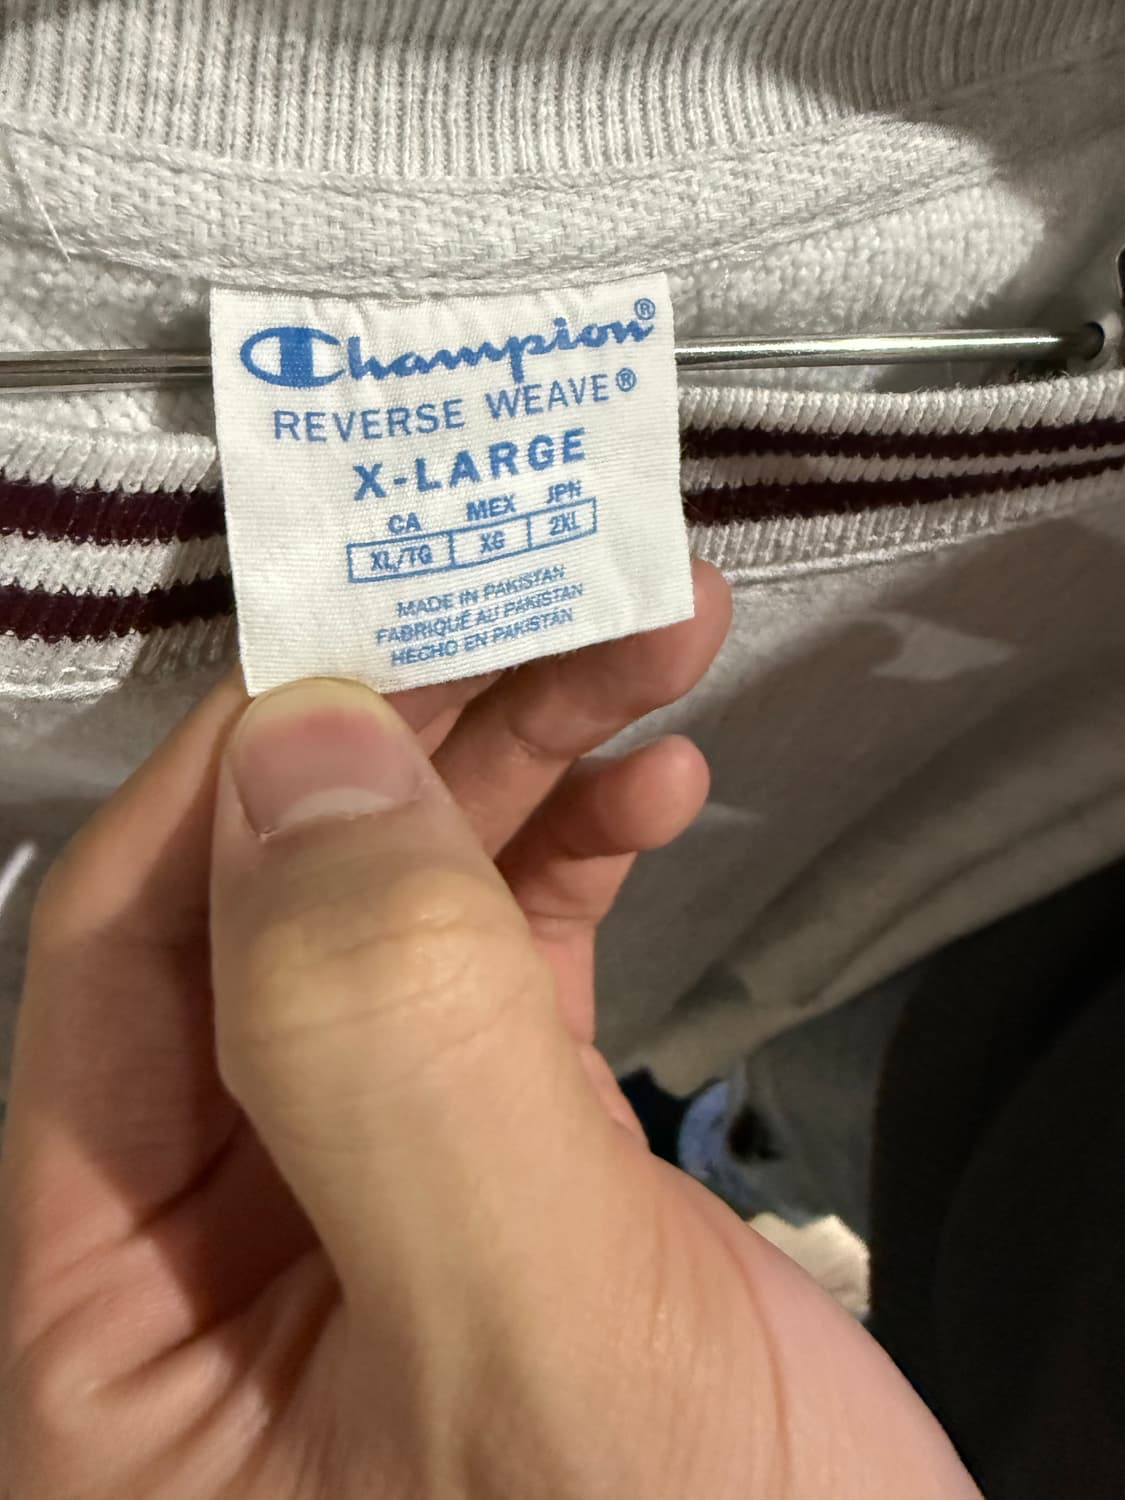 Champion®
REVERSE WEAVE®
X-LARGE
CA MEX JPN
XL/TG XG 2XL
MADE IN PAKISTAN
FABRIQUÉ AU PAKISTAN
HECHO EN PAKISTAN